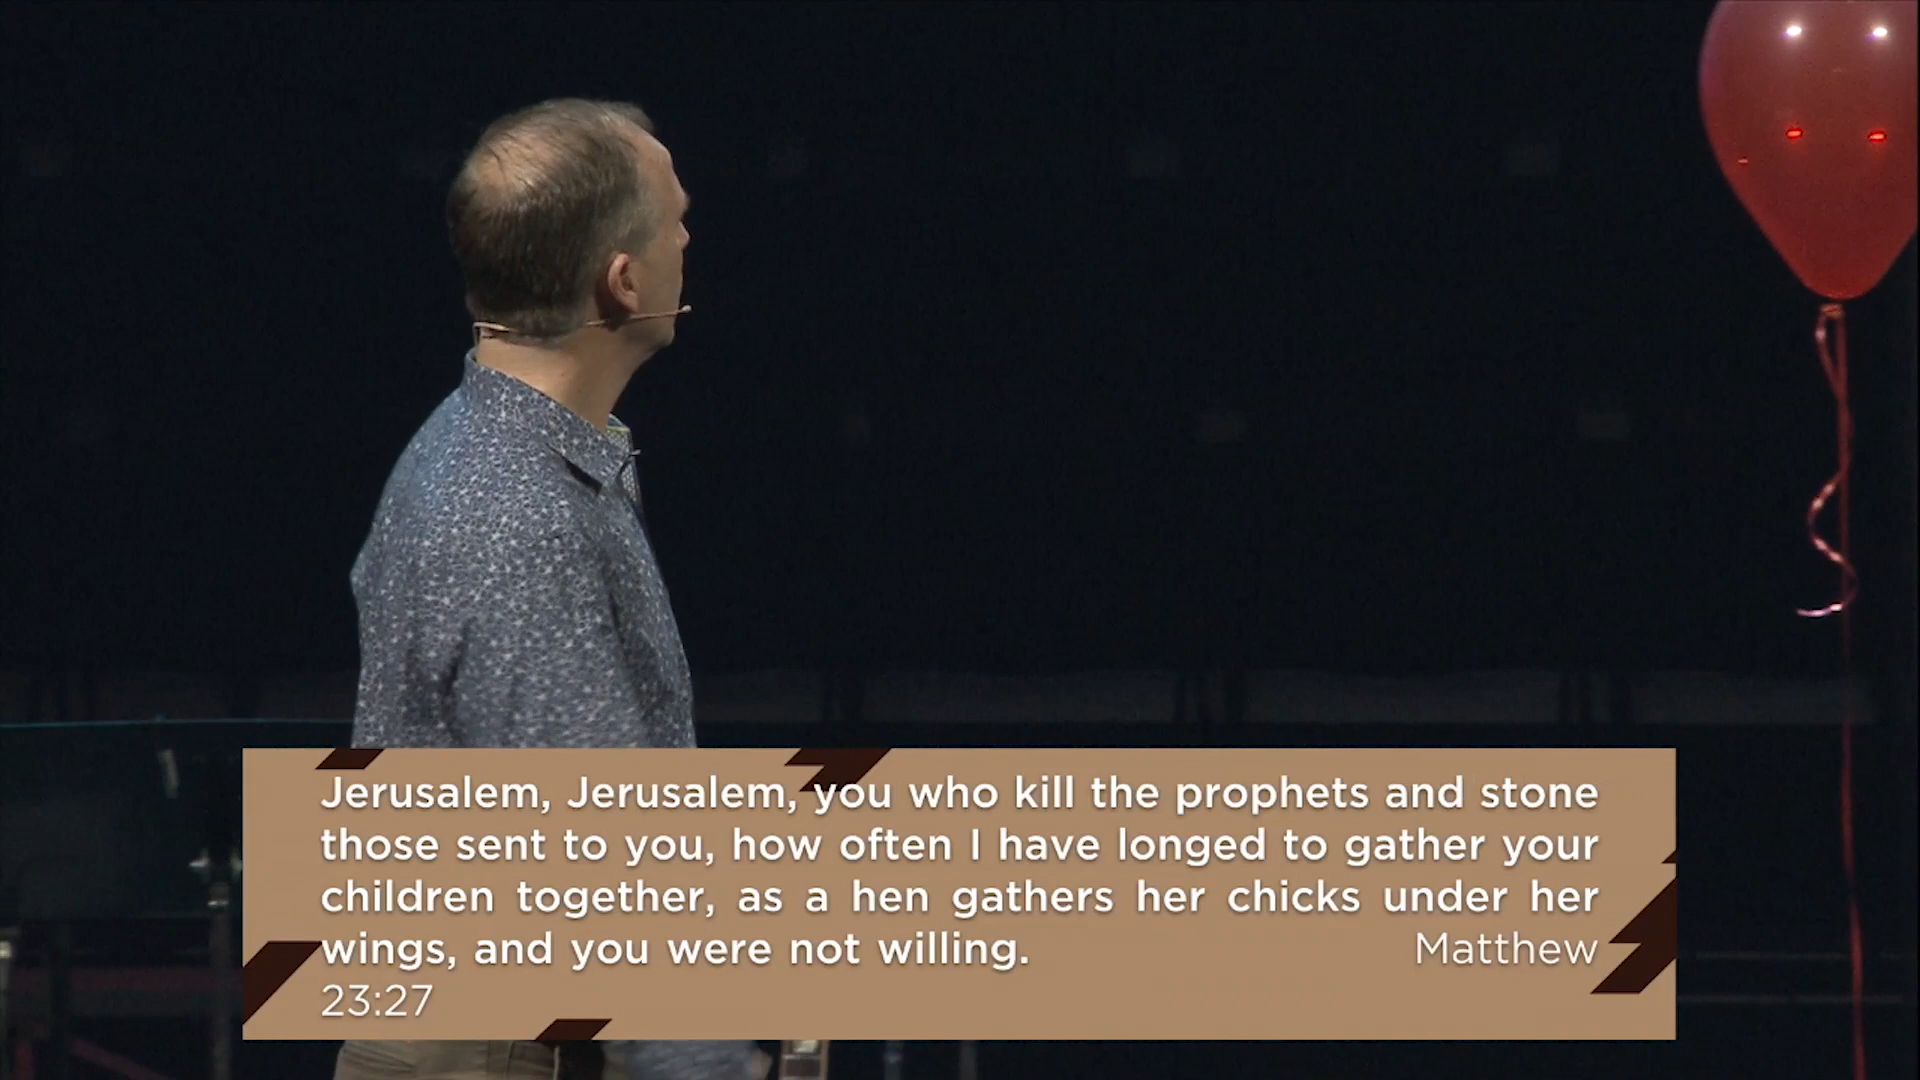 Jerusalem, Jerusalem, you who kill the prophets and stone
those sent to you, how often I have longed to gather your
children together, as a hen gathers her chicks under her
wings, and you were not willing. Matthew
23:27